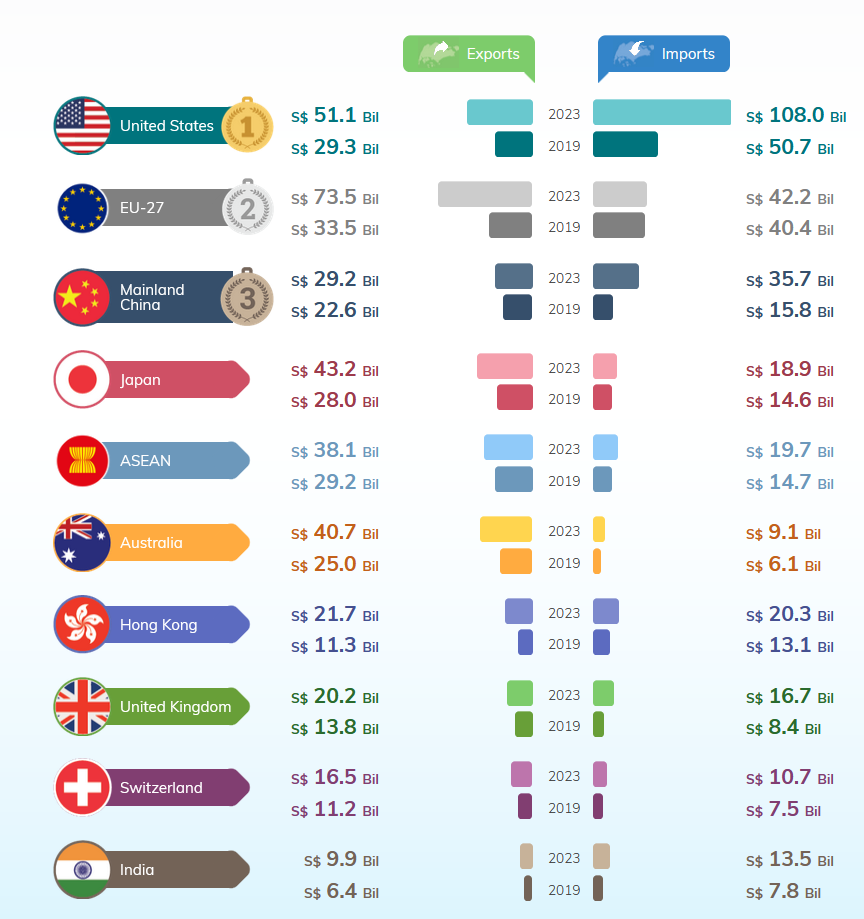 Exports Imports
United States 1 S$ 51.1 Bil 2023 S$ 108.0 Bil
S$ 29.3 Bil 2019 S$ 50.7 Bil
EU-27 2 S$ 73.5 Bil 2023 S$ 42.2 Bil
S$ 33.5 Bil 2019 S$ 40.4 Bil
Mainland
China 3 S$ 29.2 Bil 2023 S$ 35.7 Bil
S$ 22.6 Bil 2019 S$ 15.8 Bil
Japan S$ 43.2 Bil 2023 S$ 18.9 Bil
S$ 28.0 Bil 2019 S$ 14.6 Bil
ASEAN S$ 38.1 Bil 2023 S$ 19.7 Bil
S$ 29.2 Bil 2019 S$ 14.7 Bil
Australia S$ 40.7 Bil 2023 S$ 9.1 Bil
S$ 25.0 Bil 2019 S$ 6.1 Bil
Hong Kong S$ 21.7 Bil 2023 S$ 20.3 Bil
S$ 11.3 Bil 2019 S$ 13.1 Bil
United Kingdom S$ 20.2 Bil 2023 S$ 16.7 Bil
S$ 13.8 Bil 2019 S$ 8.4 Bil
Switzerland S$ 16.5 Bil 2023 S$ 10.7 Bil
S$ 11.2 Bil 2019 S$ 7.5 Bil
India S$ 9.9 Bil 2023 S$ 13.5 Bil
S$ 6.4 Bil 2019 S$ 7.8 Bil